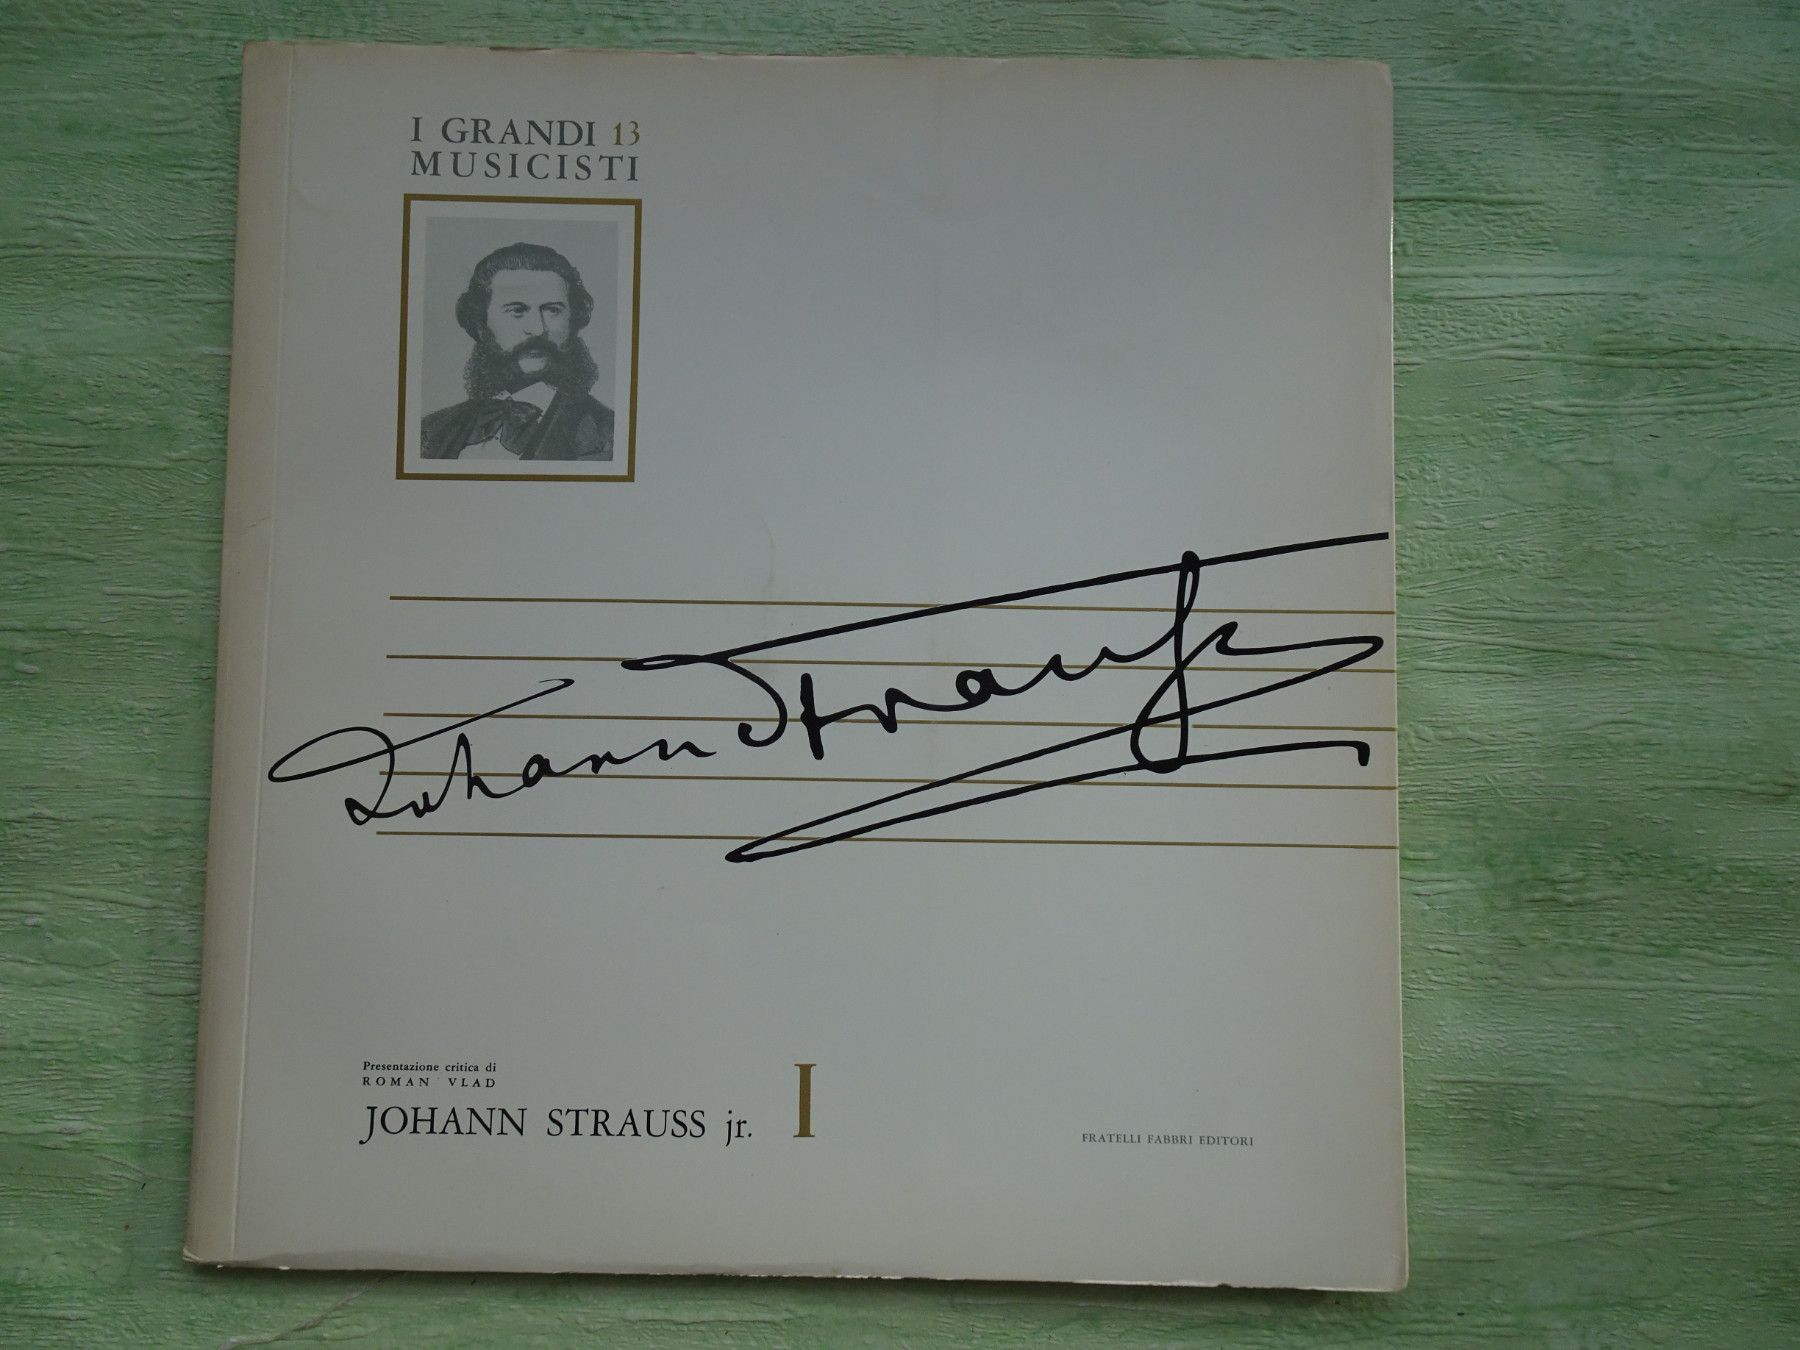 I GRANDI 13
MUSICISTI
Johann Strauss
Presentazione critica di
ROMAN VLAD
JOHANN STRAUSS jr. I
FRATELLI FABBRI EDITORI